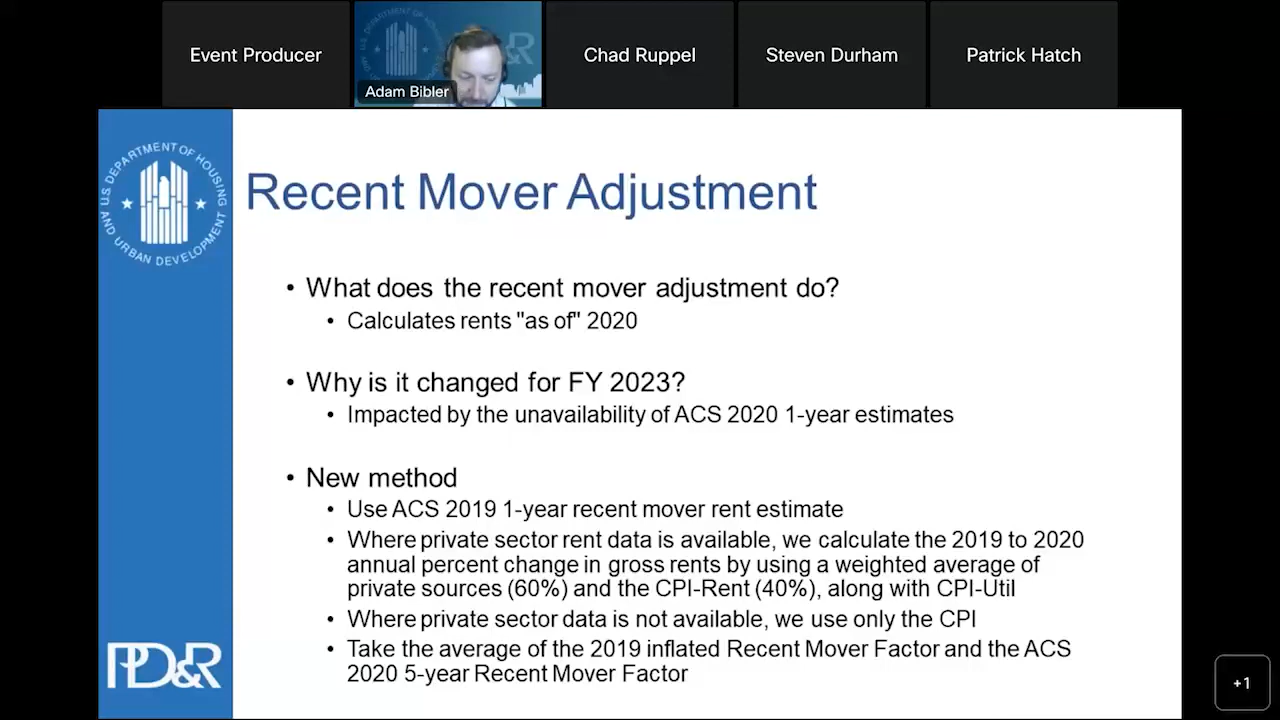 Event Producer
Adam Bibler
Chad Ruppel
Steven Durham
Patrick Hatch
U.S. DEPARTMENT OF HOUSING
AND URBAN DEVELOPMENT
Recent Mover Adjustment
• What does the recent mover adjustment do?
• Calculates rents "as of" 2020
• Why is it changed for FY 2023?
• Impacted by the unavailability of ACS 2020 1-year estimates
• New method
• Use ACS 2019 1-year recent mover rent estimate
• Where private sector rent data is available, we calculate the 2019 to 2020
annual percent change in gross rents by using a weighted average of
private sources (60%) and the CPI-Rent (40%), along with CPI-Util
• Where private sector data is not available, we use only the CPI
• Take the average of the 2019 inflated Recent Mover Factor and the ACS
2020 5-year Recent Mover Factor
PD&R
+1